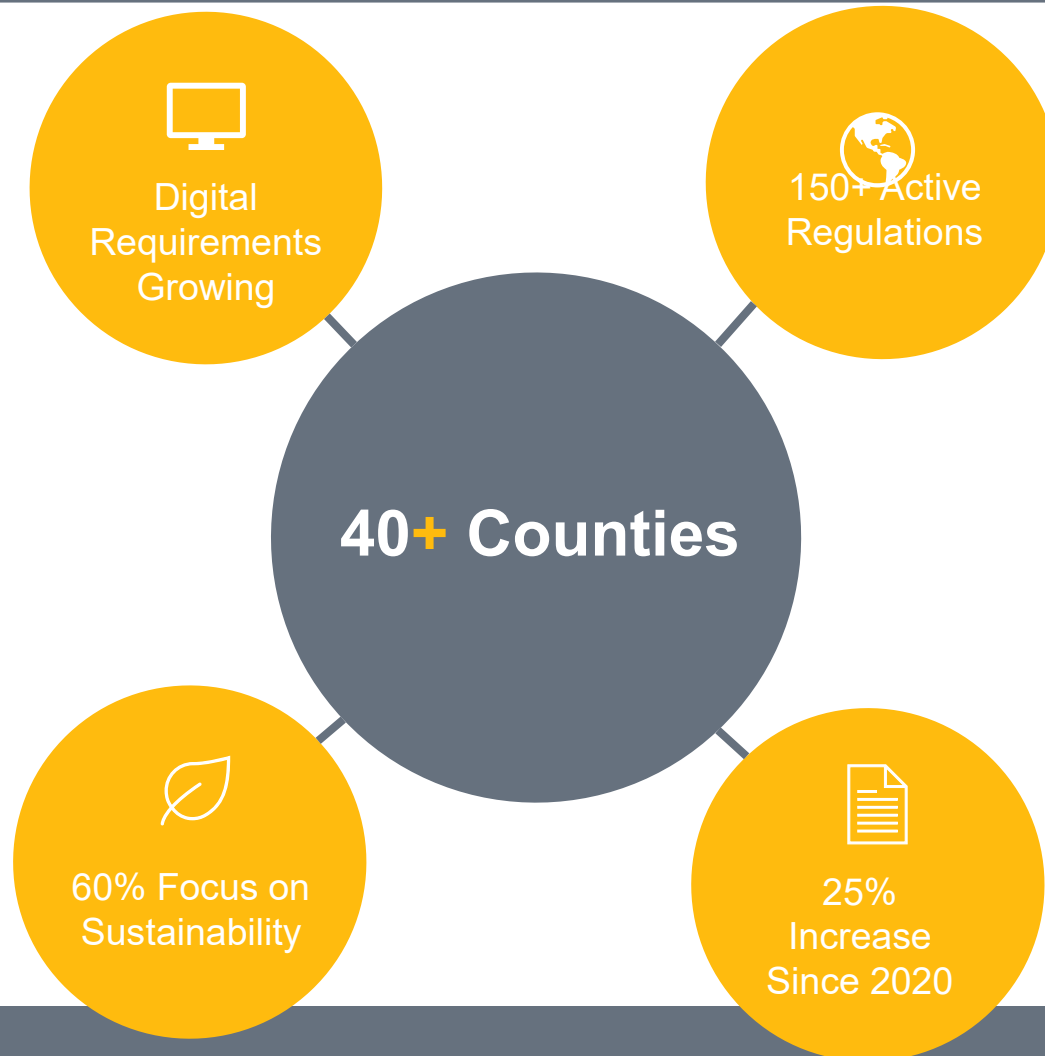 Digital
Requirements
Growing
150+ Active
Regulations
40+ Counties
60% Focus on
Sustainability
25%
Increase
Since 2020